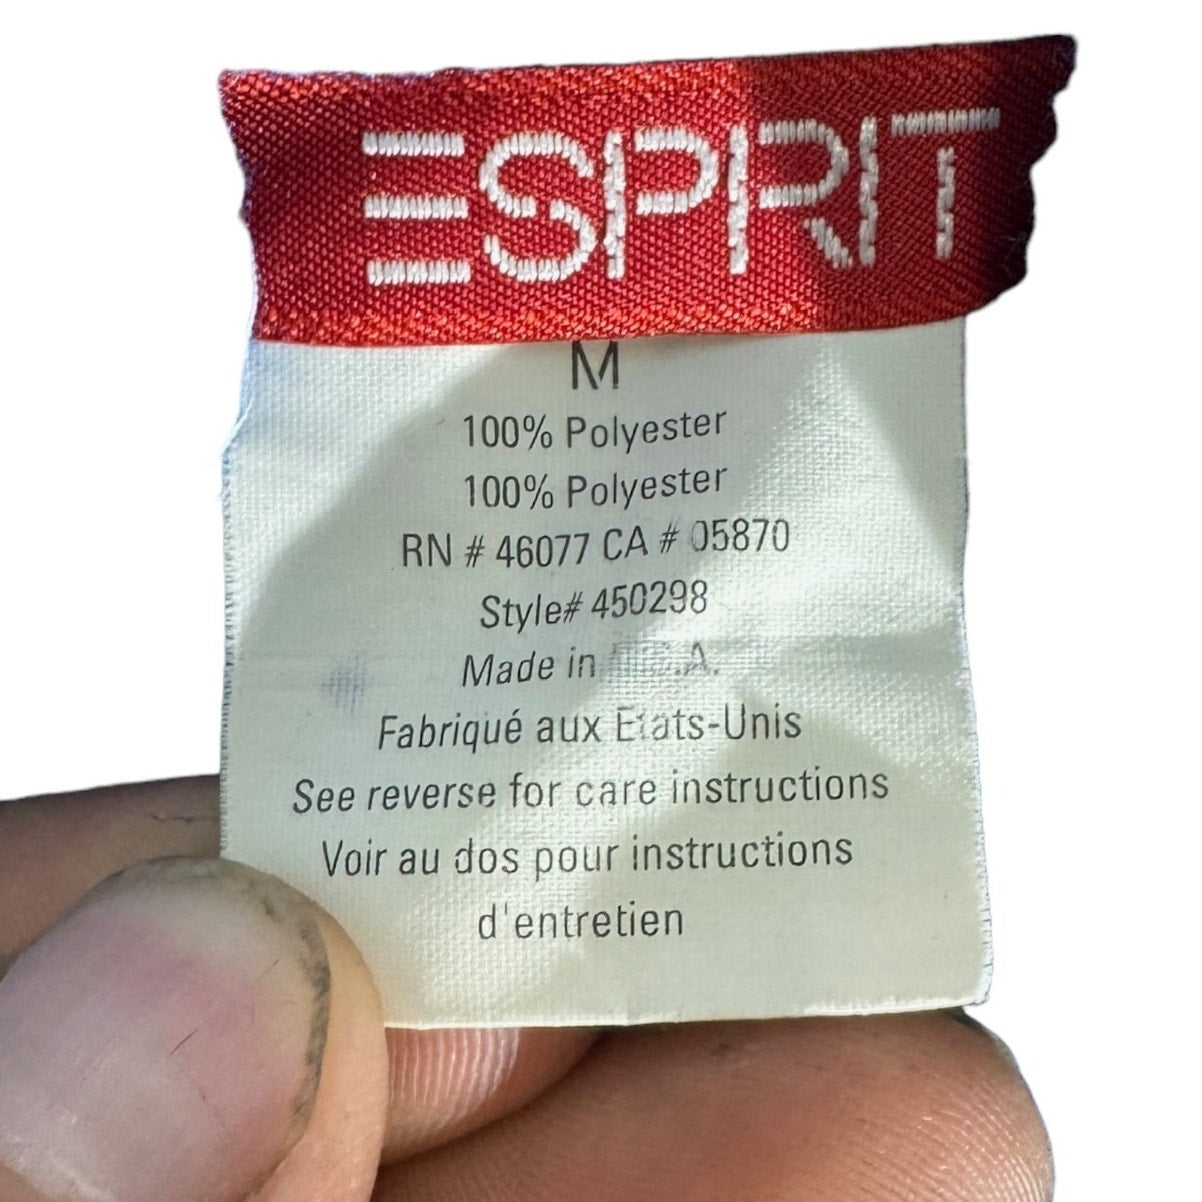 ESPRIT
M
100% Polyester
100% Polyester
RN # 46077 CA # 05870
Style# 450298
Made in U.S.A.
Fabriqué aux Etats-Unis
See reverse for care instructions
Voir au dos pour instructions
d'entretien